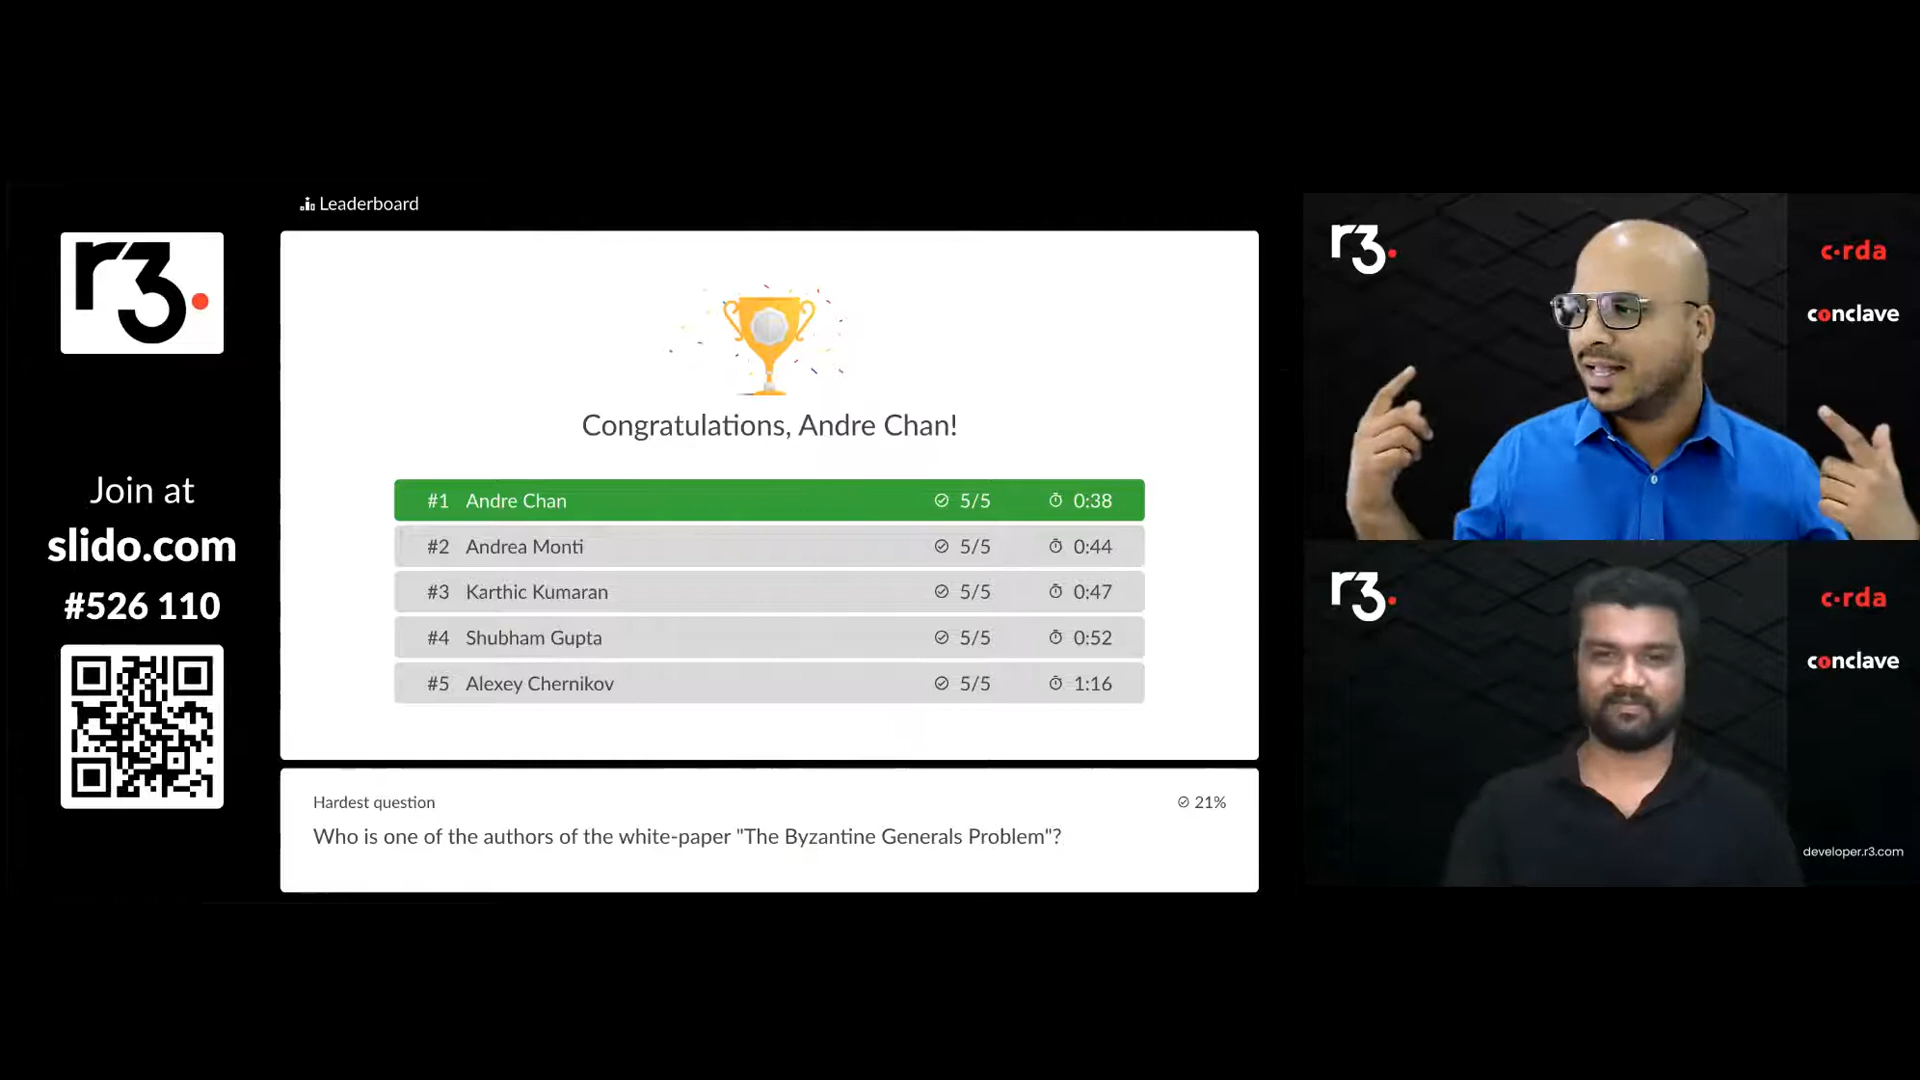 Leaderboard
r3.
Join at
slido.com
#526 110
Congratulations, Andre Chan!
#1 Andre Chan 5/5 0:38
#2 Andrea Monti 5/5 0:44
#3 Karthic Kumaran 5/5 0:47
#4 Shubham Gupta 5/5 0:52
#5 Alexey Chernikov 5/5 1:16
Hardest question 21%
Who is one of the authors of the white-paper "The Byzantine Generals Problem"?
r3.
c·rda
conclave
r3.
c·rda
conclave
developer.r3.com